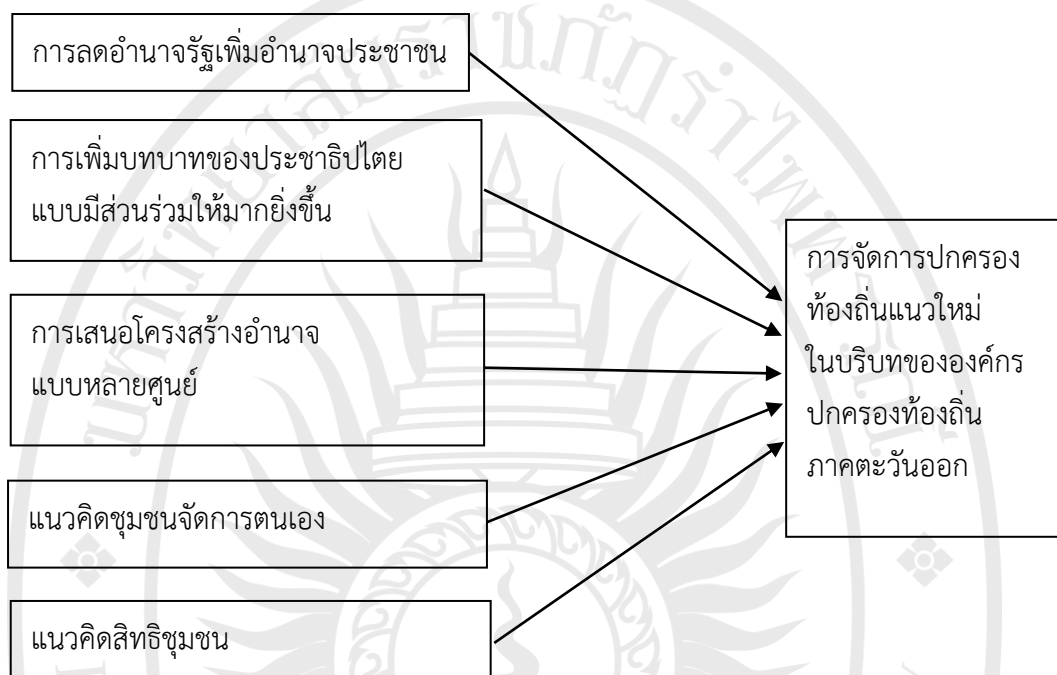 การลดอำนาจรัฐเพิ่มอำนาจประชาชน
การเพิ่มบทบาทของประชาธิปไตย
แบบมีส่วนร่วมให้มากยิ่งขึ้น
การเสนอโครงสร้างอำนาจ
แบบหลายศูนย์
แนวคิดชุมชนจัดการตนเอง
แนวคิดสิทธิชุมชน
การจัดการปกครอง
ท้องถิ่นแนวใหม่
ในบริบทขององค์กร
ปกครองท้องถิ่น
ภาคตะวันออก